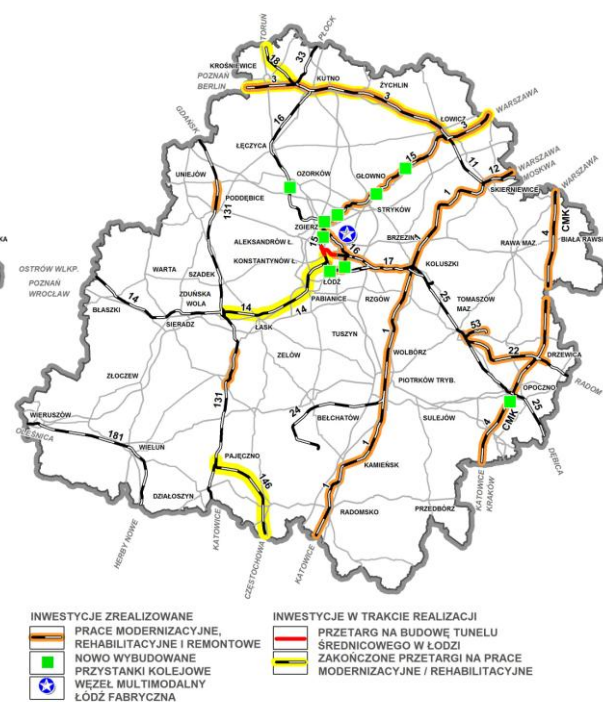 TORUŃ
PŁOCK
KROŚNIEWICE
18
33
POZNAŃ
BERLIN
3
KUTNO
ŻYCHLIN
3
GDAŃSK
16
ŁOWICZ
3
WARSZAWA
ŁĘCZYCA
15
11
WARSZAWA
MOSKWA
12
WARSZAWA
UNIEJÓW
OZORKÓW
GŁOWNO
SKIERNIEWICE
PODDĘBICE
131
STRYKÓW
1
CMK
ZGIERZ
ALEKSANDRÓW Ł.
15
16
BRZEZINY
RAWA MAZ.
4
BIAŁA RAWSKA
KA
OSTRÓW WLKP.
POZNAŃ
WROCŁAW
WARTA
SZADEK
KONSTANTYNÓW Ł.
17
KOLUSZKI
ŁÓDŹ
14
ZDUŃSKA
WOLA
PABIANICE
RZGÓW
25
TOMASZÓW
MAZ.
BŁASZKI
SIERADZ
14
ŁASK
14
TUSZYN
1
53
WOLBÓRZ
22
DRZEWICA
ZŁOCZEW
ZELÓW
PIOTRKÓW TRYB.
OPOCZNO
RADOM
131
24
BEŁCHATÓW
SULEJÓW
CMK
25
WIERUSZÓW
OLEŚNICA
181
WIELUŃ
4
DĘBICA
PAJĘCZNO
146
1
KAMIEŃSK
KATOWICE
KRAKÓW
DZIAŁOSZYN
1
RADOMSKO
PRZEDBÓRZ
HERBY NOWE
KATOWICE
CZĘSTOCHOWA
KATOWICE
INWESTYCJE ZREALIZOWANE
PRACE MODERNIZACYJNE,
REHABILITACYJNE I REMONTOWE
NOWO WYBUDOWANE
PRZYSTANKI KOLEJOWE
WĘZEŁ MULTIMODALNY
ŁÓDŹ FABRYCZNA
INWESTYCJE W TRAKCIE REALIZACJI
PRZETARG NA BUDOWĘ TUNELU
ŚREDNICOWEGO W ŁODZI
ZAKOŃCZONE PRZETARGI NA PRACE
MODERNIZACYJNE / REHABILITACYJNE